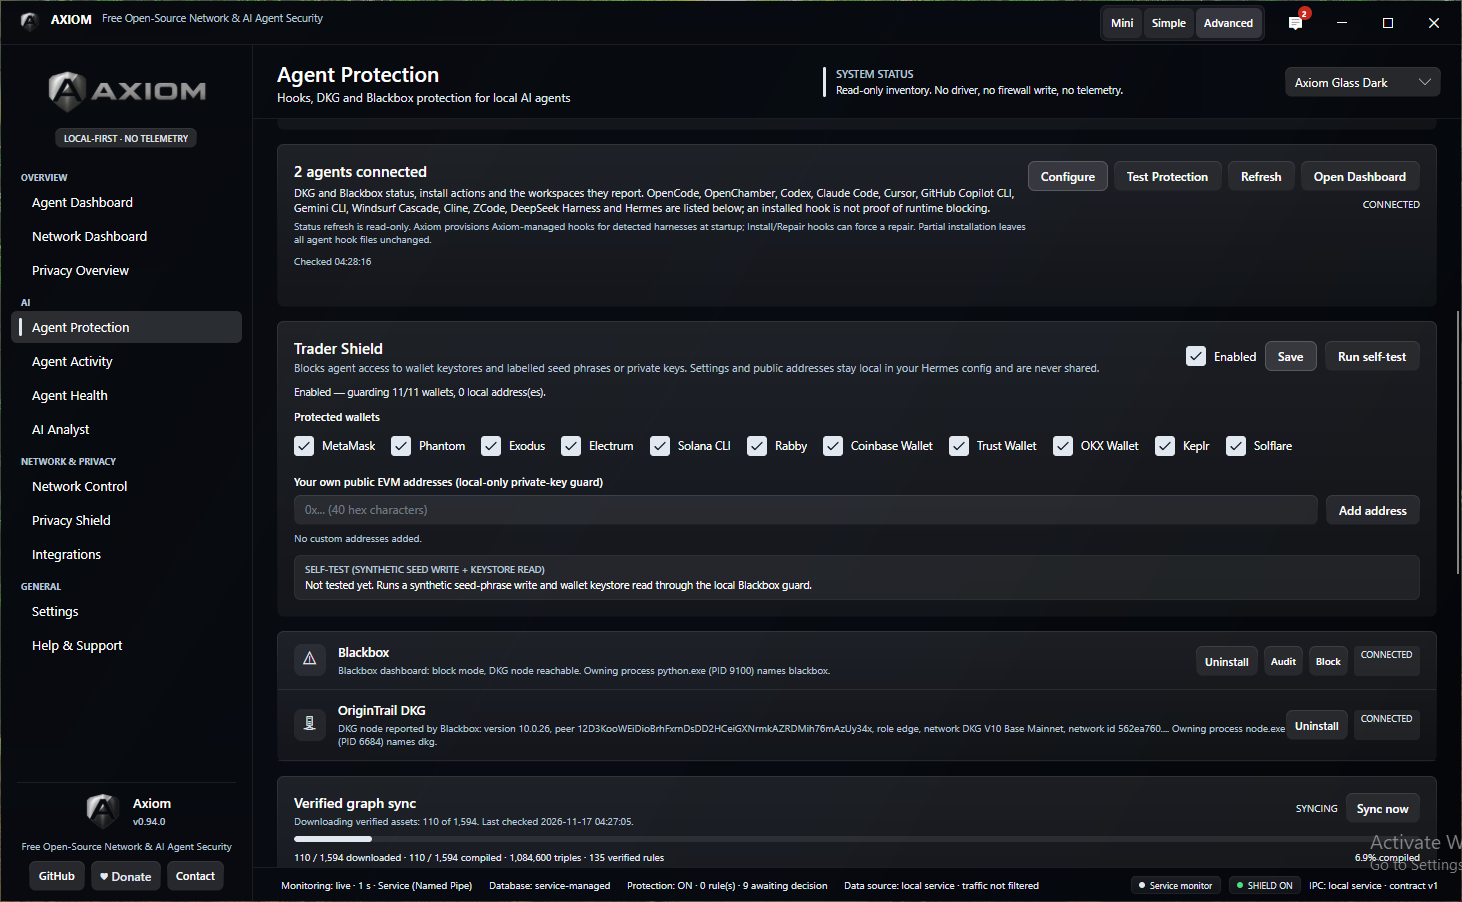 AXIOM Free Open-Source Network & AI Agent Security
Mini Simple Advanced 2
AXIOM
LOCAL-FIRST · NO TELEMETRY
OVERVIEW
Agent Dashboard
Network Dashboard
Privacy Overview
AI
Agent Protection
Agent Activity
Agent Health
AI Analyst
NETWORK & PRIVACY
Network Control
Privacy Shield
Integrations
GENERAL
Settings
Help & Support
Axiom
v0.94.0
Free Open-Source Network & AI Agent Security
GitHub ♥ Donate Contact
Agent Protection
Hooks, DKG and Blackbox protection for local AI agents
SYSTEM STATUS
Read-only inventory. No driver, no firewall write, no telemetry.
Axiom Glass Dark
2 agents connected
DKG and Blackbox status, install actions and the workspaces they report. OpenCode, OpenChamber, Codex, Claude Code, Cursor, GitHub Copilot CLI,
Gemini CLI, Windsurf Cascade, Cline, ZCode, DeepSeek Harness and Hermes are listed below; an installed hook is not proof of runtime blocking.
Status refresh is read-only. Axiom provisions Axiom-managed hooks for detected harnesses at startup; Install/Repair hooks can force a repair. Partial installation leaves
all agent hook files unchanged.
Checked 04:28:16
Configure Test Protection Refresh Open Dashboard
CONNECTED
Trader Shield
Blocks agent access to wallet keystores and labelled seed phrases or private keys. Settings and public addresses stay local in your Hermes config and are never shared.
Enabled Save Run self-test
Enabled — guarding 11/11 wallets, 0 local address(es).
Protected wallets
MetaMask Phantom Exodus Electrum Solana CLI Rabby Coinbase Wallet Trust Wallet OKX Wallet Keplr Solflare
Your own public EVM addresses (local-only private-key guard)
0x... (40 hex characters) Add address
No custom addresses added.
SELF-TEST (SYNTHETIC SEED WRITE + KEYSTORE READ)
Not tested yet. Runs a synthetic seed-phrase write and wallet keystore read through the local Blackbox guard.
Blackbox
Blackbox dashboard: block mode, DKG node reachable. Owning process python.exe (PID 9100) names blackbox.
Uninstall Audit Block CONNECTED
OriginTrail DKG
DKG node reported by Blackbox: version 10.0.26, peer 12D3KooWEiDioBrhFxrnDsDD2HCeiGXNrmkAZRDMih76mAzUy34x, role edge, network DKG V10 Base Mainnet, network id 562ea760.... Owning process node.exe
(PID 6684) names dkg.
Uninstall CONNECTED
Verified graph sync
Downloading verified assets: 110 of 1,594. Last checked 2026-11-17 04:27:05.
SYNCING Sync now
110 / 1,594 downloaded · 110 / 1,594 compiled · 1,084,600 triples · 135 verified rules
6.9% compiled
Activate W
Go to Settings
Monitoring: live · 1 s · Service (Named Pipe) Database: service-managed Protection: ON · 0 rule(s) · 9 awaiting decision Data source: local service · traffic not filtered
Service monitor SHIELD ON IPC: local service · contract v1